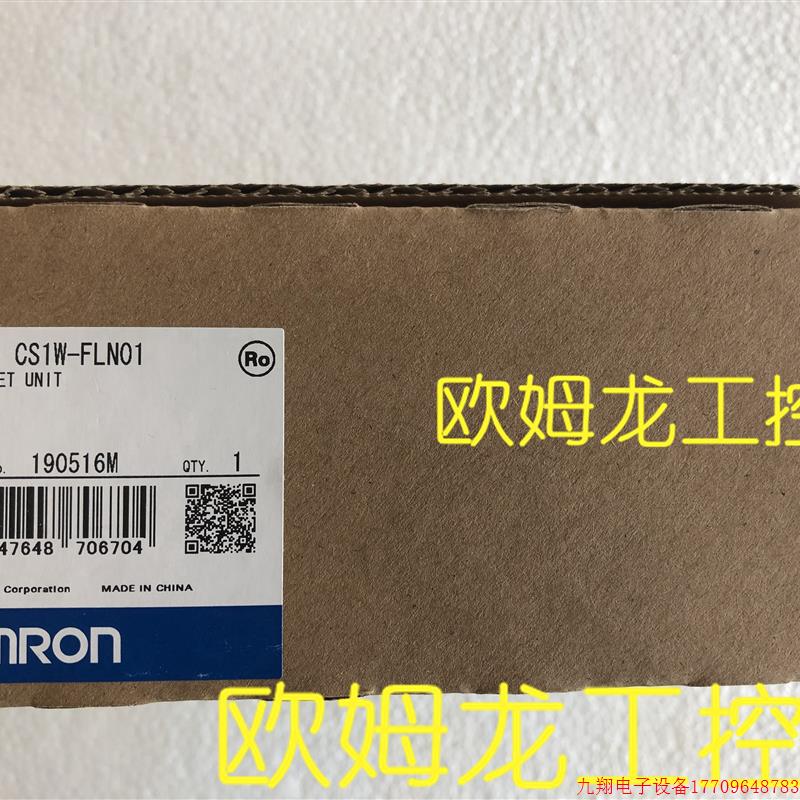 CS1W-FLN01
Ro
ET UNIT
欧姆龙工控
190516M
QTY. 1
47648 706704
Corporation MADE IN CHINA
MRON
欧姆龙工控
九翔电子设备17709648783